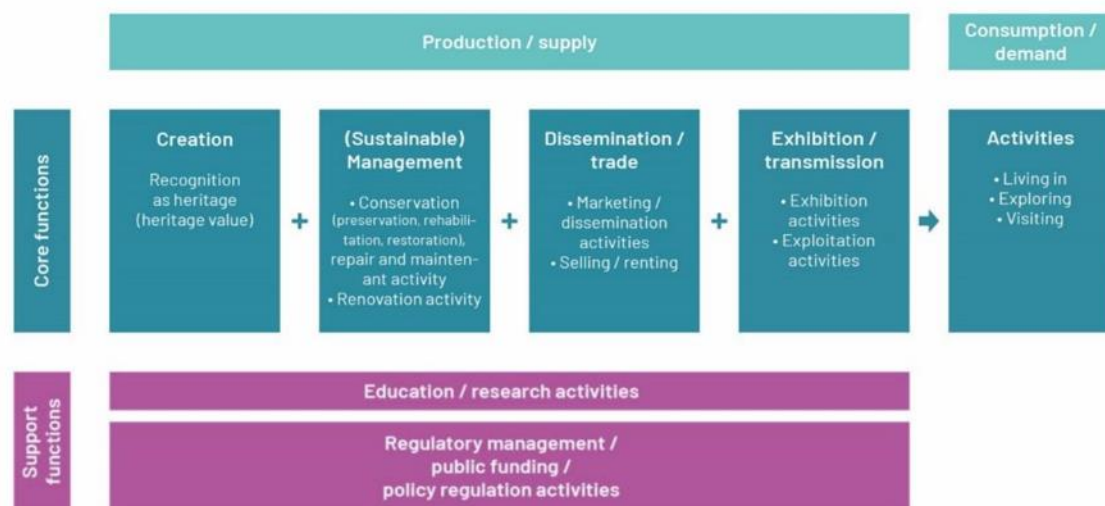 Production / supply
Consumption /
demand
Core functions
Creation
Recognition
as heritage
(heritage value)
+
(Sustainable)
Management
• Conservation
(preservation, rehabili-
tation, restoration),
repair and mainten-
ant activity
• Renovation activity
+
Dissemination /
trade
• Marketing /
dissemination
activities
• Selling / renting
+
Exhibition /
transmission
• Exhibition
activities
• Exploitation
activities
Activities
• Living in
• Exploring
• Visiting
Support
functions
Education / research activities
Regulatory management /
public funding /
policy regulation activities